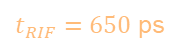 t_RIF = 650 ps